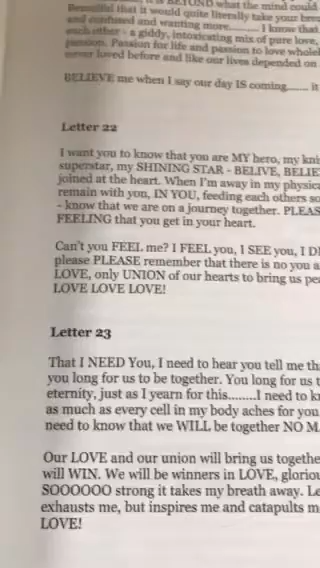 BEYOND what the mind could
Beautiful that it would quite literally take your brea
and confused and wanting more........... I know that
each other - a giddy, intoxicating mix of pure love,
passion. Passion for life and passion to love wholeh
never loved before and like our lives depended on
BELIEVE me when I say our day IS coming....... it
Letter 22
I want you to know that you are MY hero, my kni
superstar, my SHINING STAR - BELIVE, BELIE
joined at the heart. When I'm away in my physica
remain with you, IN YOU, feeding each others so
- know that we are on a journey together. PLEAS
FEELING that you get in your heart.
Can't you FEEL me? I FEEL you, I SEE you, I D
please PLEASE remember that there is no you a
LOVE, only UNION of our hearts to bring us pea
LOVE LOVE LOVE!
Letter 23
That I NEED You, I need to hear you tell me th
you long for us to be together. You long for us t
eternity, just as I yearn for this........I need to k
as much as every cell in my body aches for you
need to know that we WILL be together NO M
Our LOVE and our union will bring us togethe
will WIN. We will be winners in LOVE, gloriou
SOOOOOO strong it takes my breath away. Le
exhausts me, but inspires me and catapults m
LOVE!